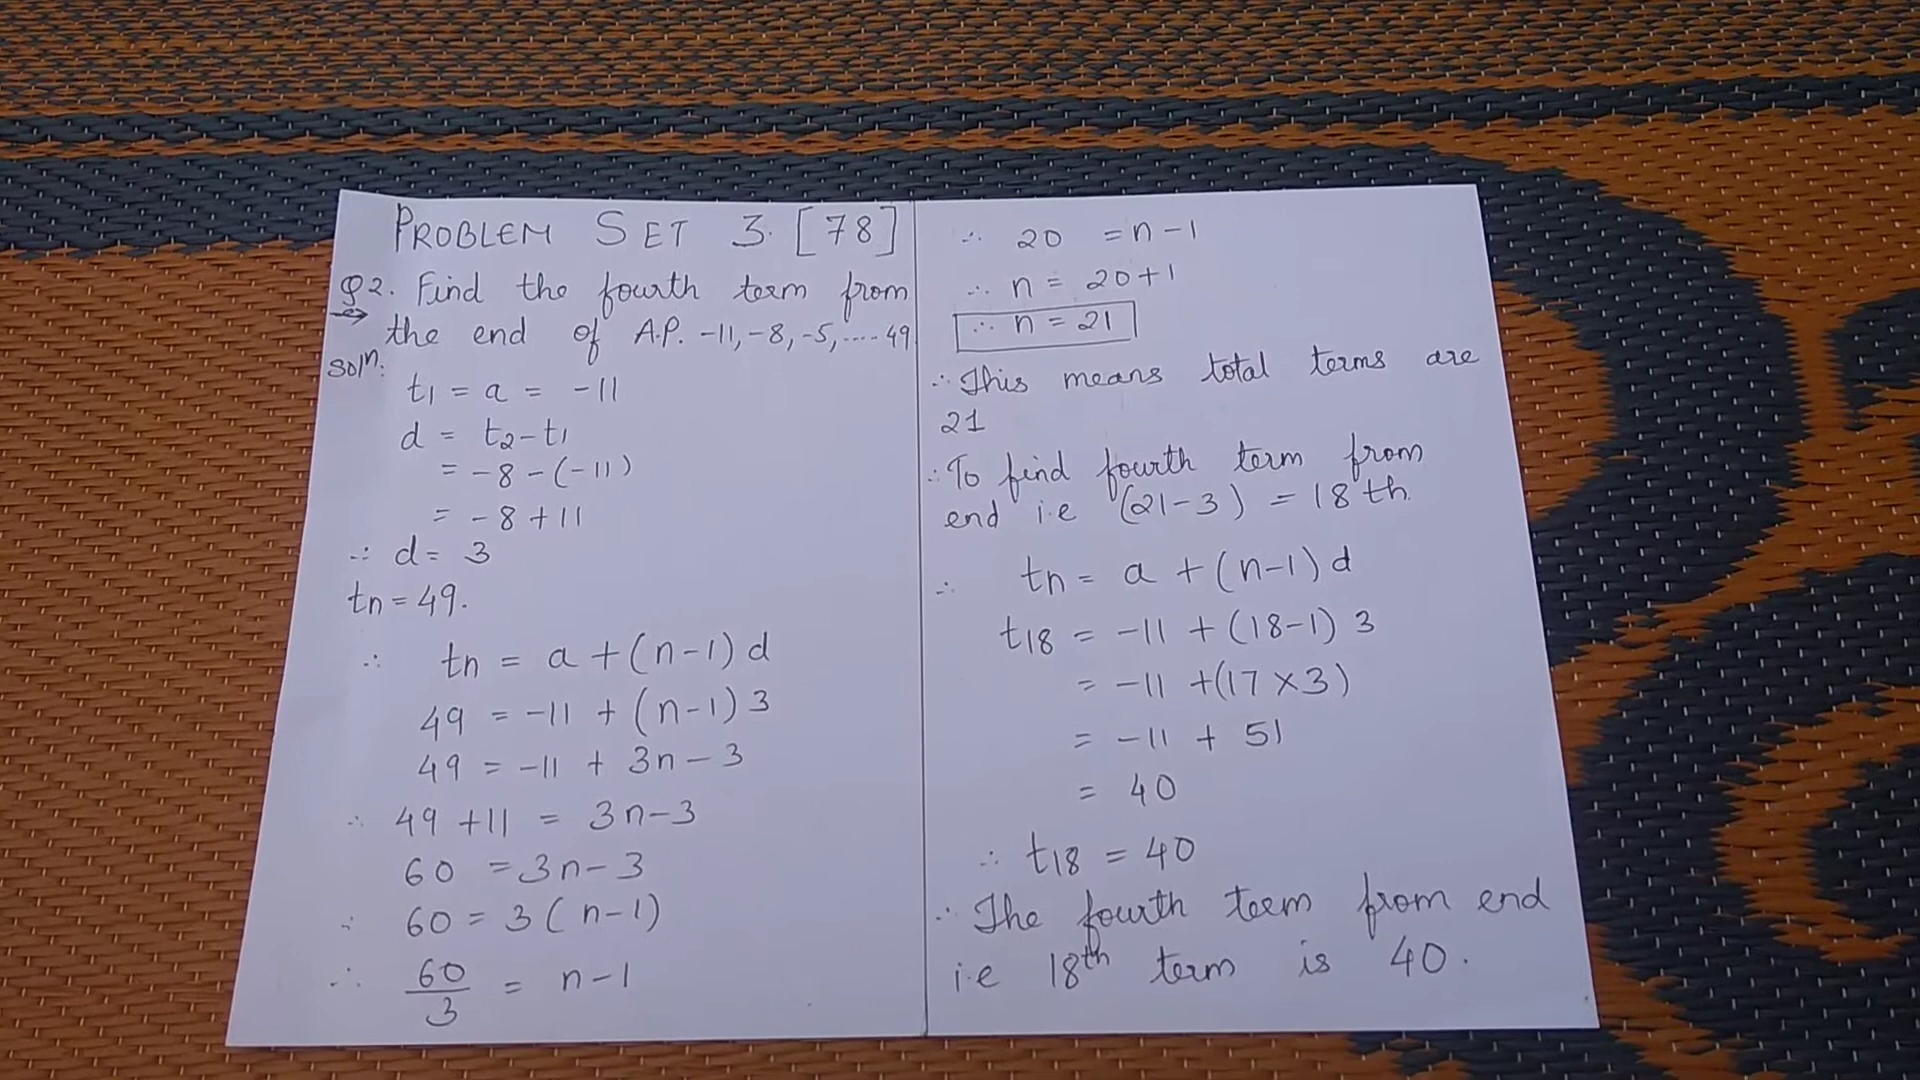 PROBLEM SET 3. [78]
Q2. Find the fourth term from
the end of A.P. -11, -8, -5, .... 49
Solⁿ:
t₁ = a = -11
d = t₂ - t₁
= -8 - (-11)
= -8 + 11
∴ d = 3
tn = 49.
∴ tn = a + (n-1) d
49 = -11 + (n-1) 3
49 = -11 + 3n - 3
∴ 49 + 11 = 3n - 3
60 = 3n - 3
∴ 60 = 3 (n-1)
∴ 60/3 = n - 1
∴ 20 = n - 1
∴ n = 20 + 1
∴ n = 21
∴ This means total terms are
21
∴ To find fourth term from
end i.e (21-3) = 18th.
∴ tn = a + (n-1) d
t18 = -11 + (18-1) 3
= -11 + (17 × 3)
= -11 + 51
= 40
∴ t18 = 40
∴ The fourth term from end
i.e 18th term is 40.